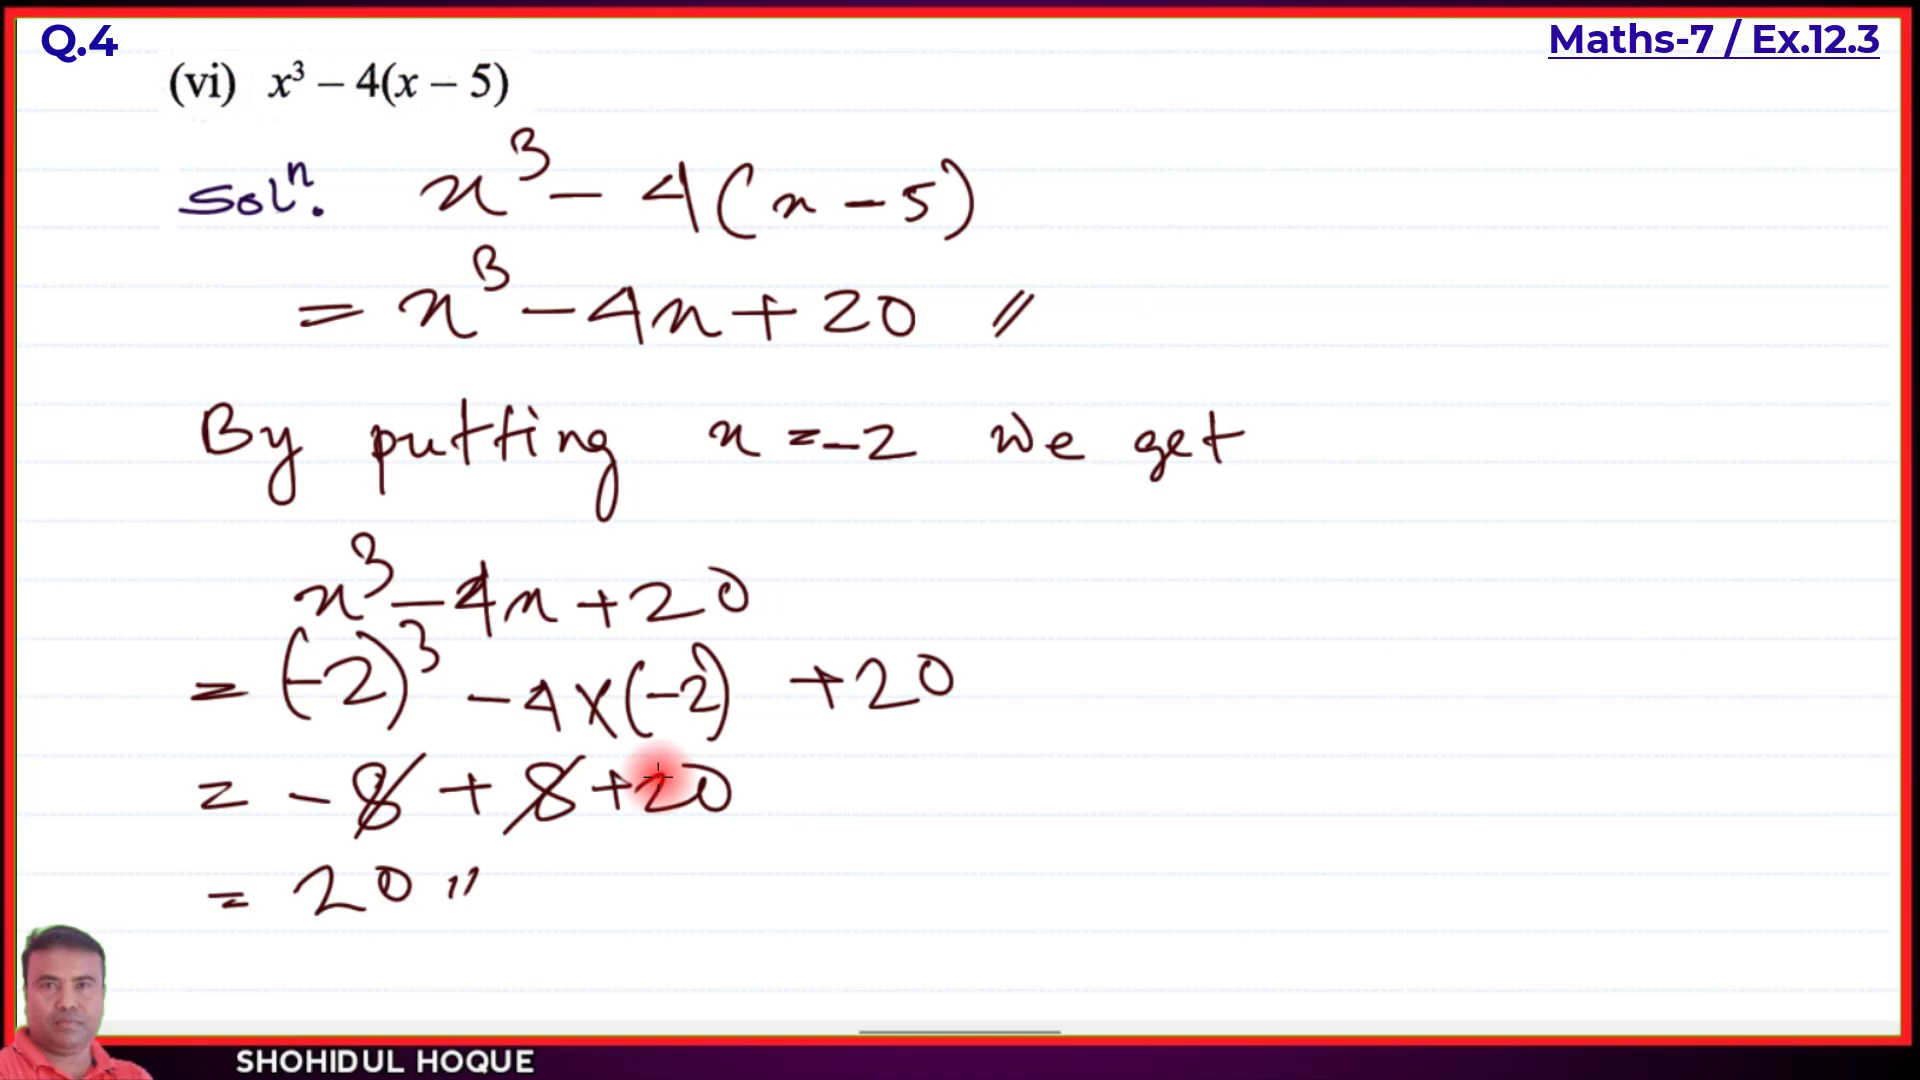 Q.4
Maths-7 / Ex.12.3
(vi) x³ – 4(x – 5)
Solⁿ. x³ – 4(x – 5)
= x³ – 4x + 20 //
By putting x = –2 we get
x³ – 4x + 20
= (–2)³ – 4 × (–2) + 20
= – 8 + 8 + 20
= 20 //
SHOHIDUL HOQUE